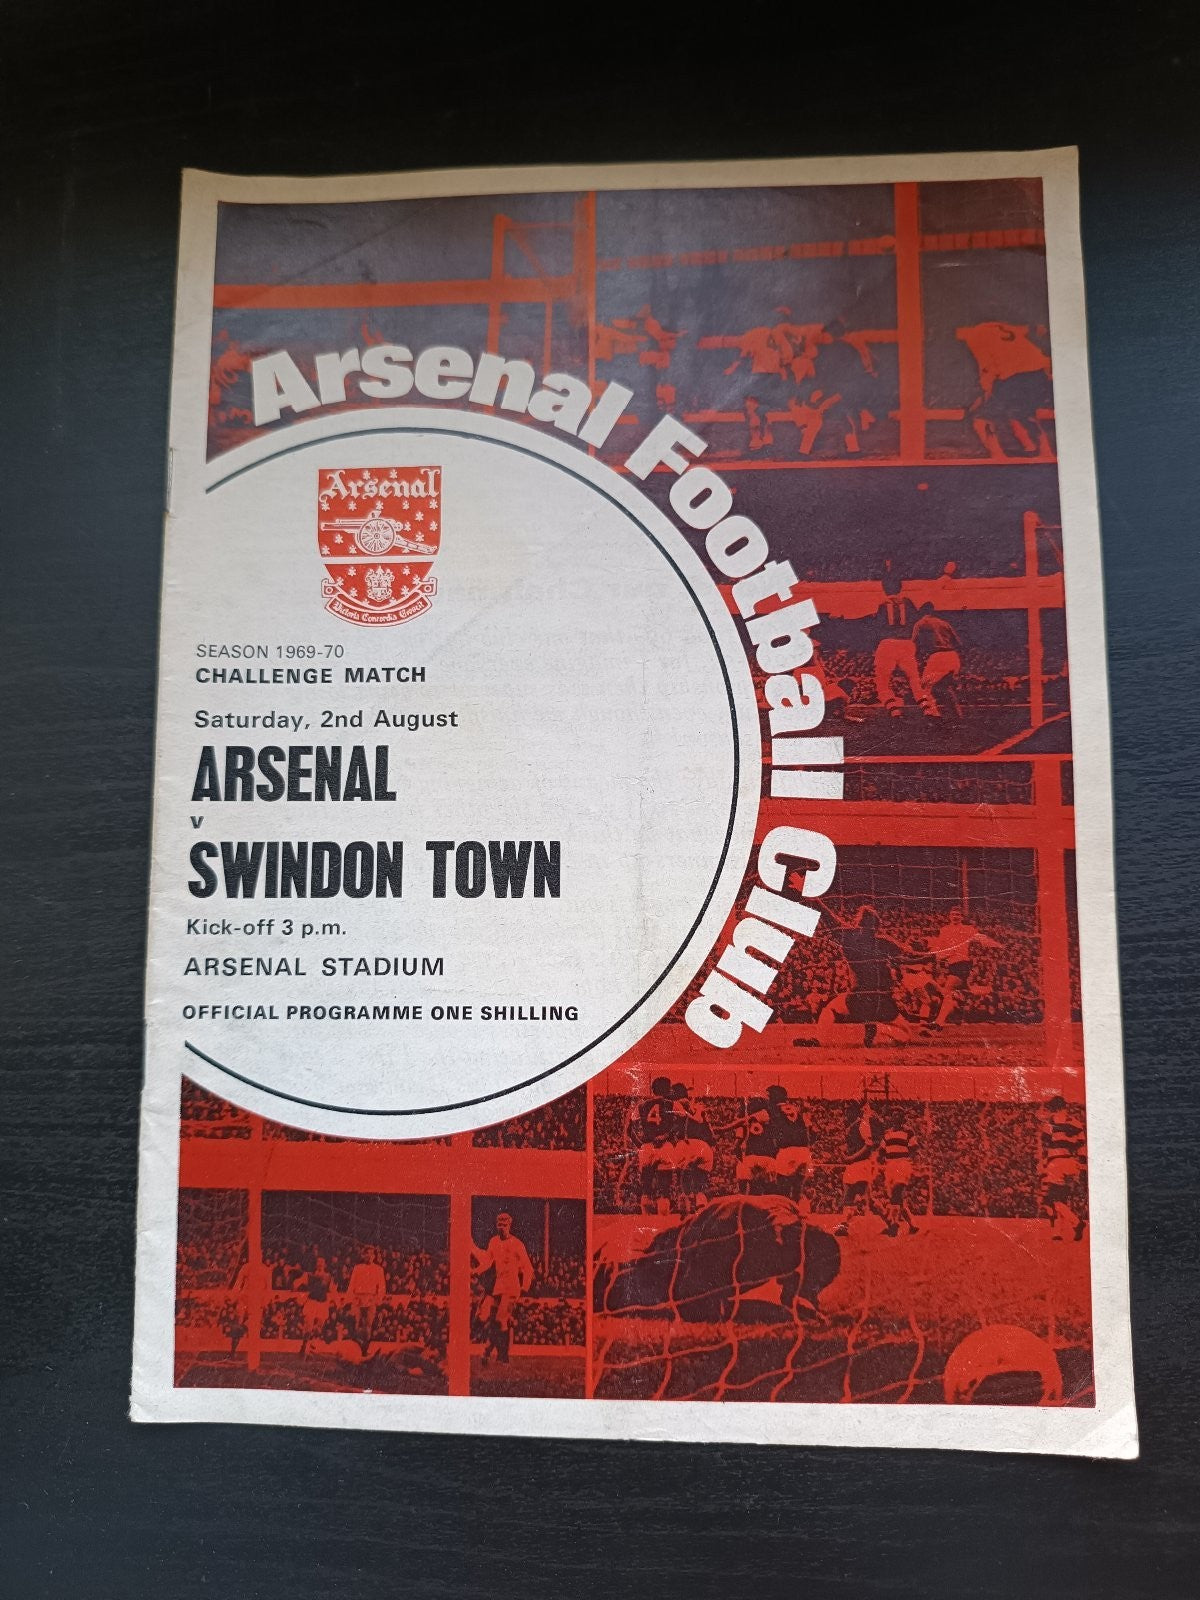 Arsenal Football Club
Arsenal
Victoria Concordia Crescit
SEASON 1969-70
CHALLENGE MATCH
Saturday, 2nd August
ARSENAL
v
SWINDON TOWN
Kick-off 3 p.m.
ARSENAL STADIUM
OFFICIAL PROGRAMME ONE SHILLING
4